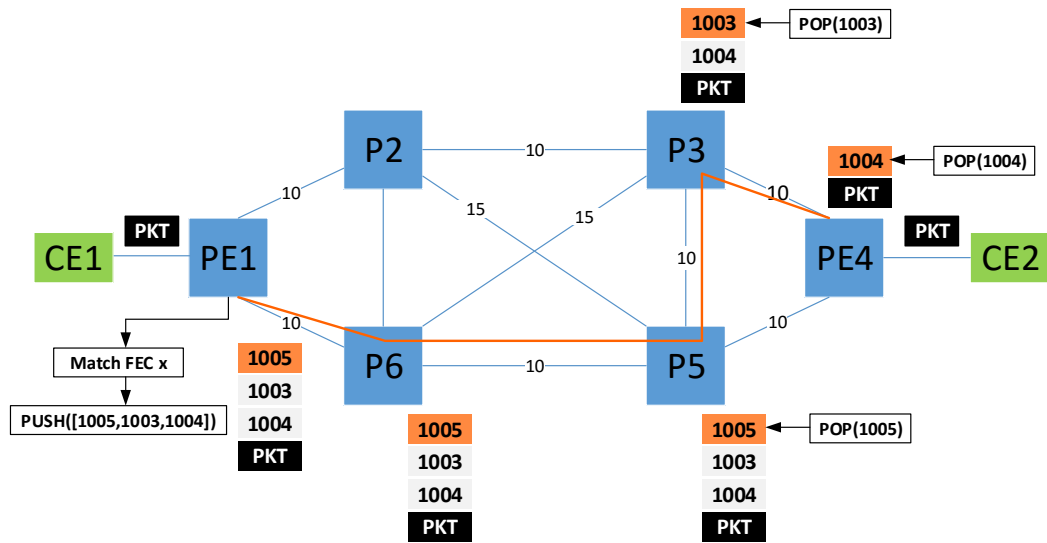 1003
POP(1003)
1004
PKT
P2
10
P3
1004
POP(1004)
PKT
10
15
15
10
PKT
PKT
CE1
PE1
10
PE4
CE2
10
10
Match FEC x
1005
P6
10
P5
1003
PUSH([1005,1003,1004])
1004
1005
1005
POP(1005)
PKT
1003
1003
1004
1004
PKT
PKT